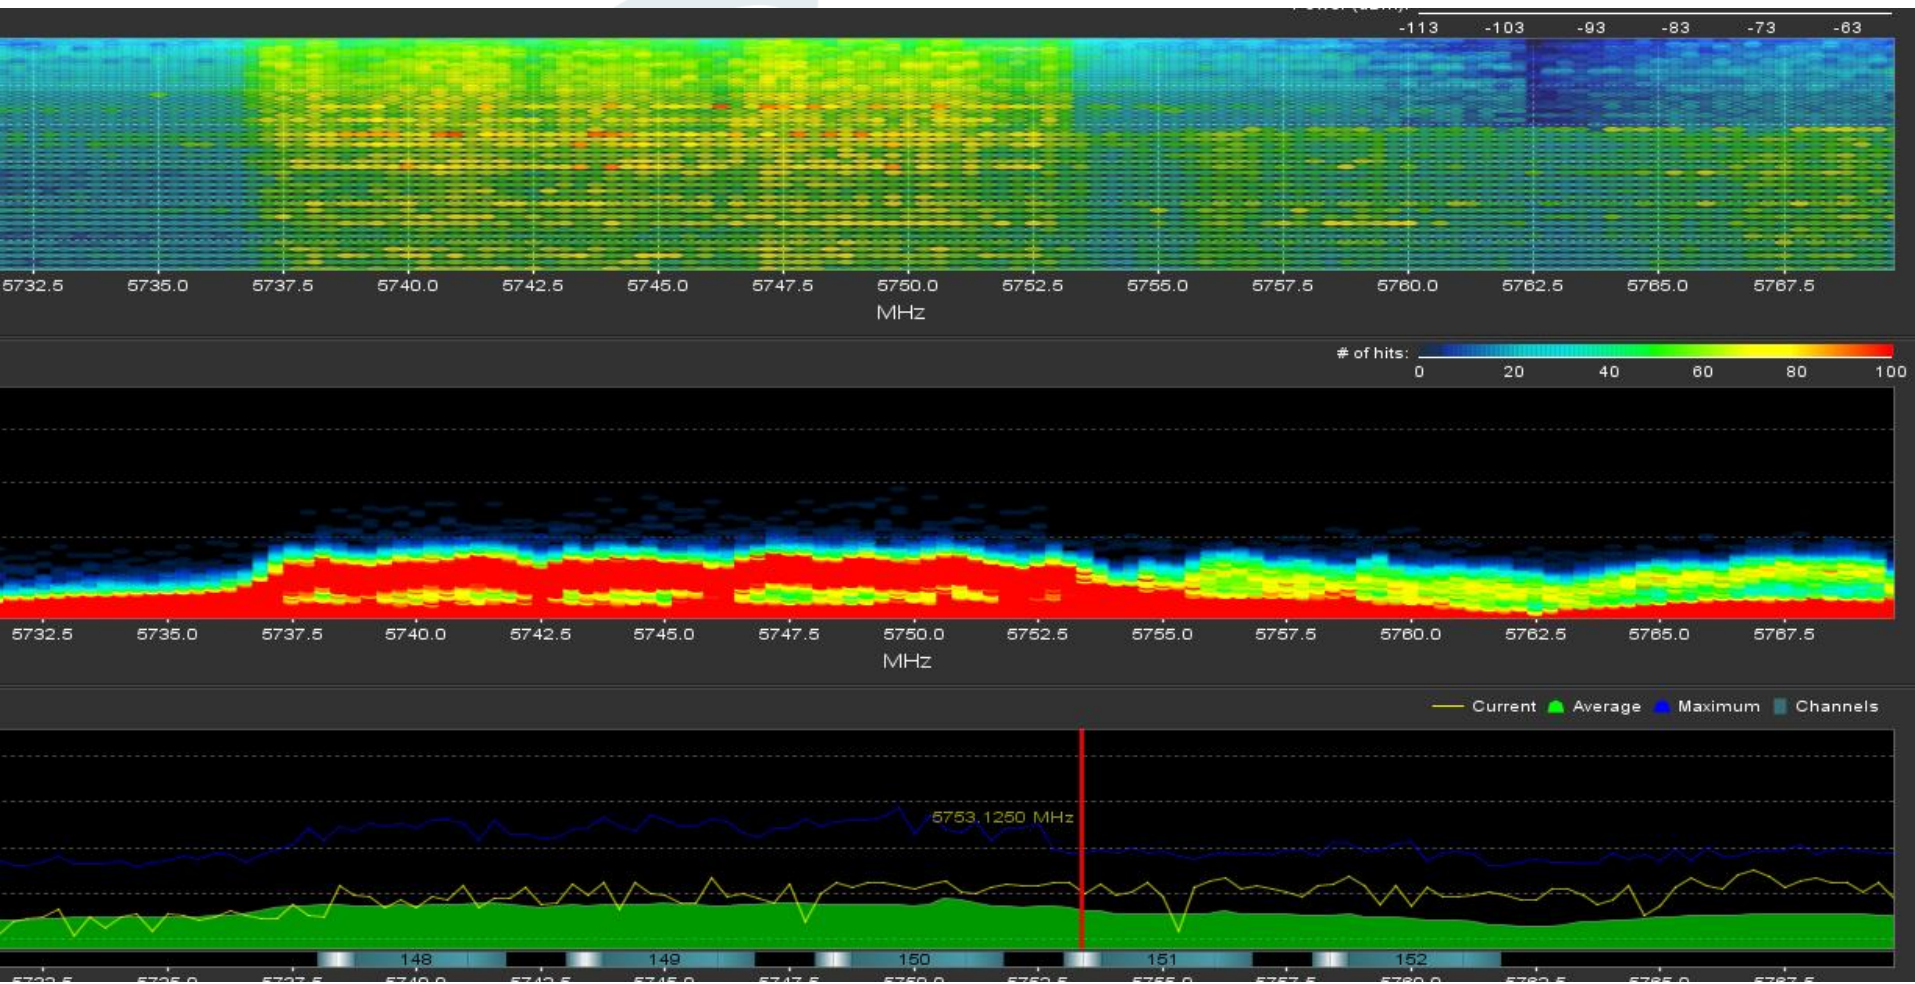 -113 -103 -93 -83 -73 -63
5732.5 5735.0 5737.5 5740.0 5742.5 5745.0 5747.5 5750.0 5752.5 5755.0 5757.5 5760.0 5762.5 5765.0 5767.5
MHz
# of hits:
0 20 40 60 80 100
5732.5 5735.0 5737.5 5740.0 5742.5 5745.0 5747.5 5750.0 5752.5 5755.0 5757.5 5760.0 5762.5 5765.0 5767.5
MHz
Current Average Maximum Channels
5753.1250 MHz
148 149 150 151 152